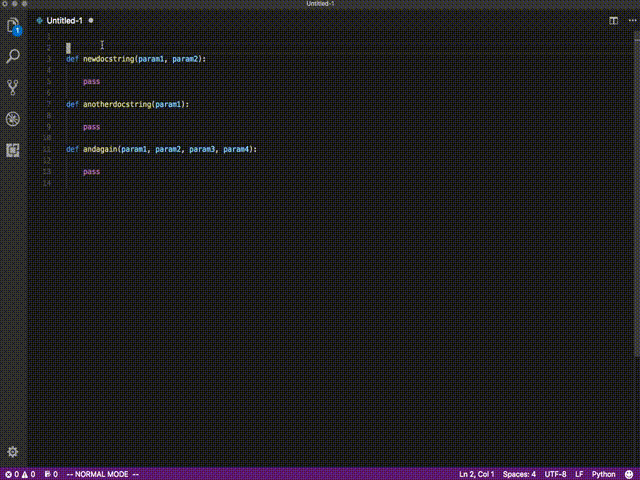 Untitled-1
Untitled-1
1
1
2
3 def newdocstring(param1, param2):
4
5 pass
6
7 def anotherdocstring(param1):
8
9 pass
10
11 def andagain(param1, param2, param3, param4):
12
13 pass
14
0 0 0 -- NORMAL MODE -- Ln 2, Col 1 Spaces: 4 UTF-8 LF Python